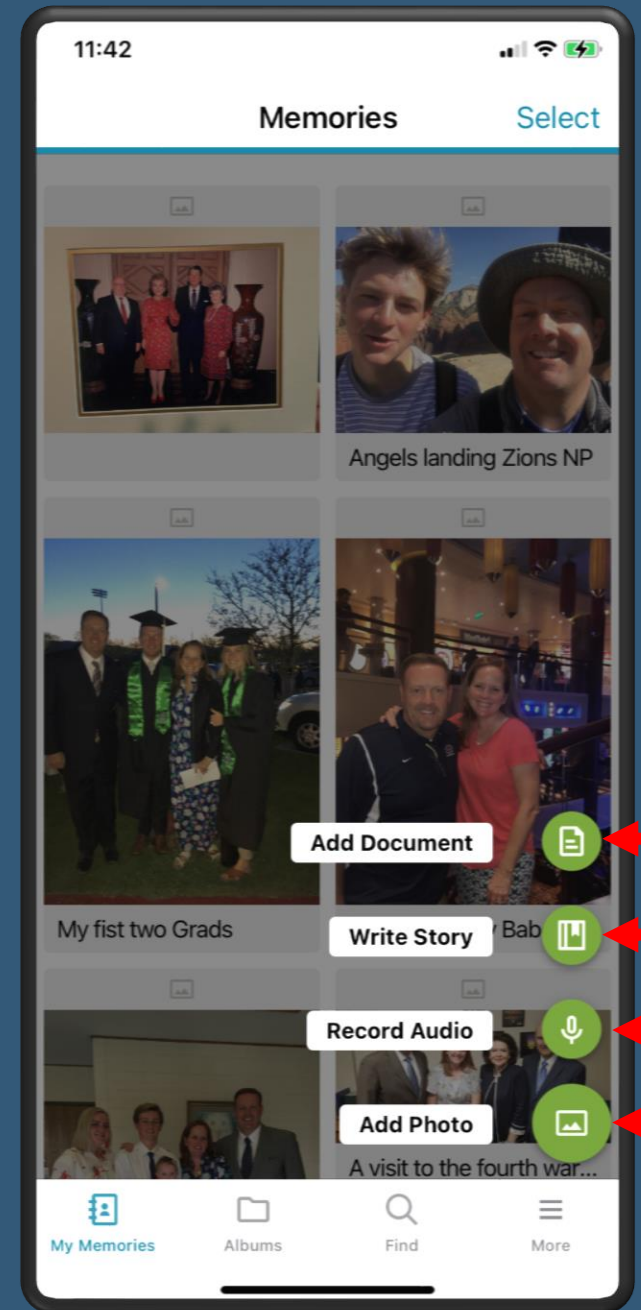 11:42
Memories
Select
Angels landing Zions NP
Add Document
My fist two Grads
Write Story
Bab
Record Audio
Add Photo
A visit to the fourth war...
My Memories
Albums
Find
More